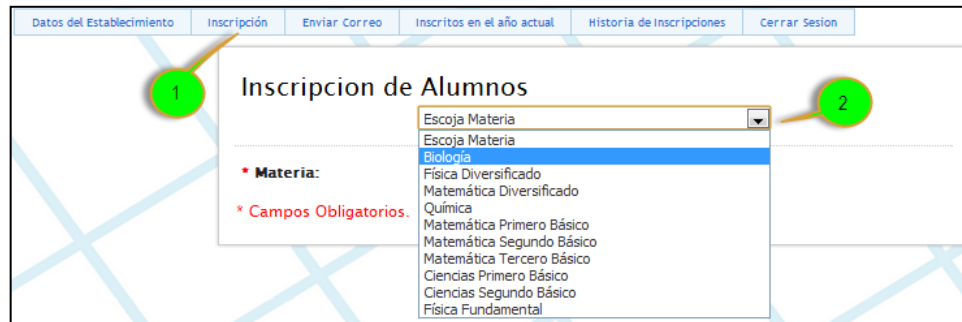 Datos del Establecimiento Inscripción Enviar Correo Inscritos en el año actual Historia de Inscripciones Cerrar Sesion
1
Inscripcion de Alumnos
2
Escoja Materia
Escoja Materia
Biología
Física Diversificado
Matemática Diversificado
Química
Matemática Primero Básico
Matemática Segundo Básico
Matemática Tercero Básico
Ciencias Primero Básico
Ciencias Segundo Básico
Física Fundamental
* Materia:
* Campos Obligatorios.